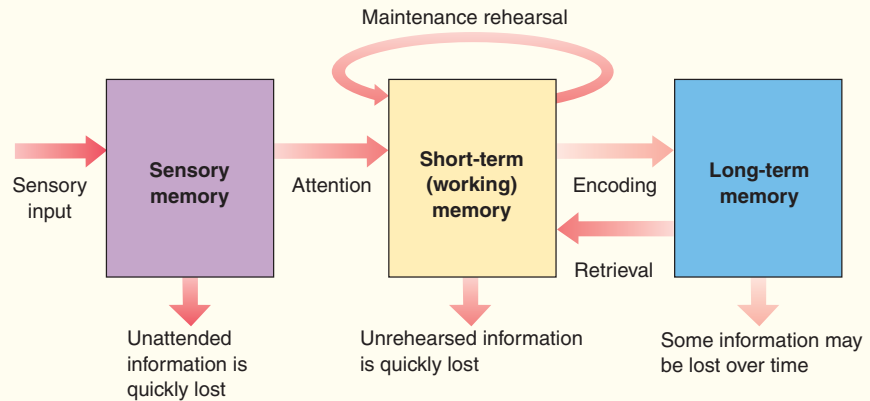 Maintenance rehearsal
Sensory
input
Sensory
memory
Attention
Short-term
(working)
memory
Encoding
Retrieval
Long-term
memory
Unattended
information is
quickly lost
Unrehearsed information
is quickly lost
Some information may
be lost over time